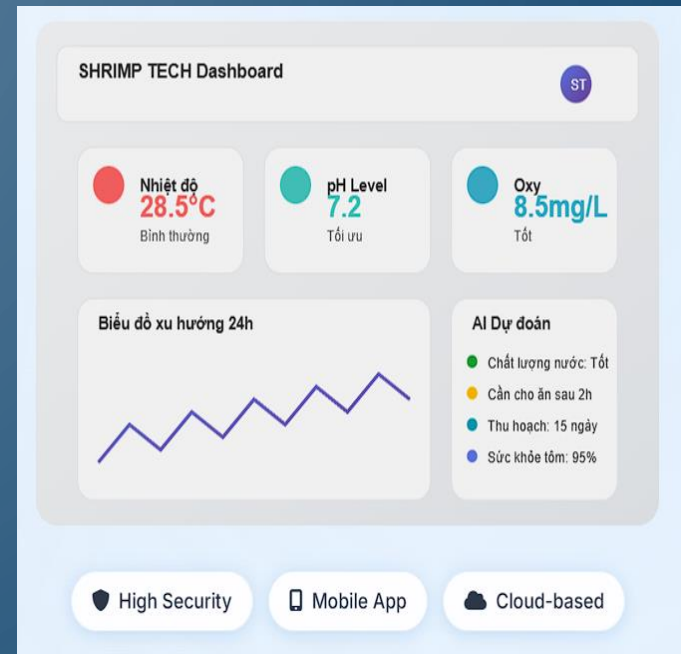 SHRIMP TECH Dashboard
ST
Nhiệt độ
28.5°C
Bình thường
pH Level
7.2
Tối ưu
Oxy
8.5mg/L
Tốt
Biểu đồ xu hướng 24h
AI Dự đoán
Chất lượng nước: Tốt
Cần cho ăn sau 2h
Thu hoạch: 15 ngày
Sức khỏe tôm: 95%
High Security
Mobile App
Cloud-based